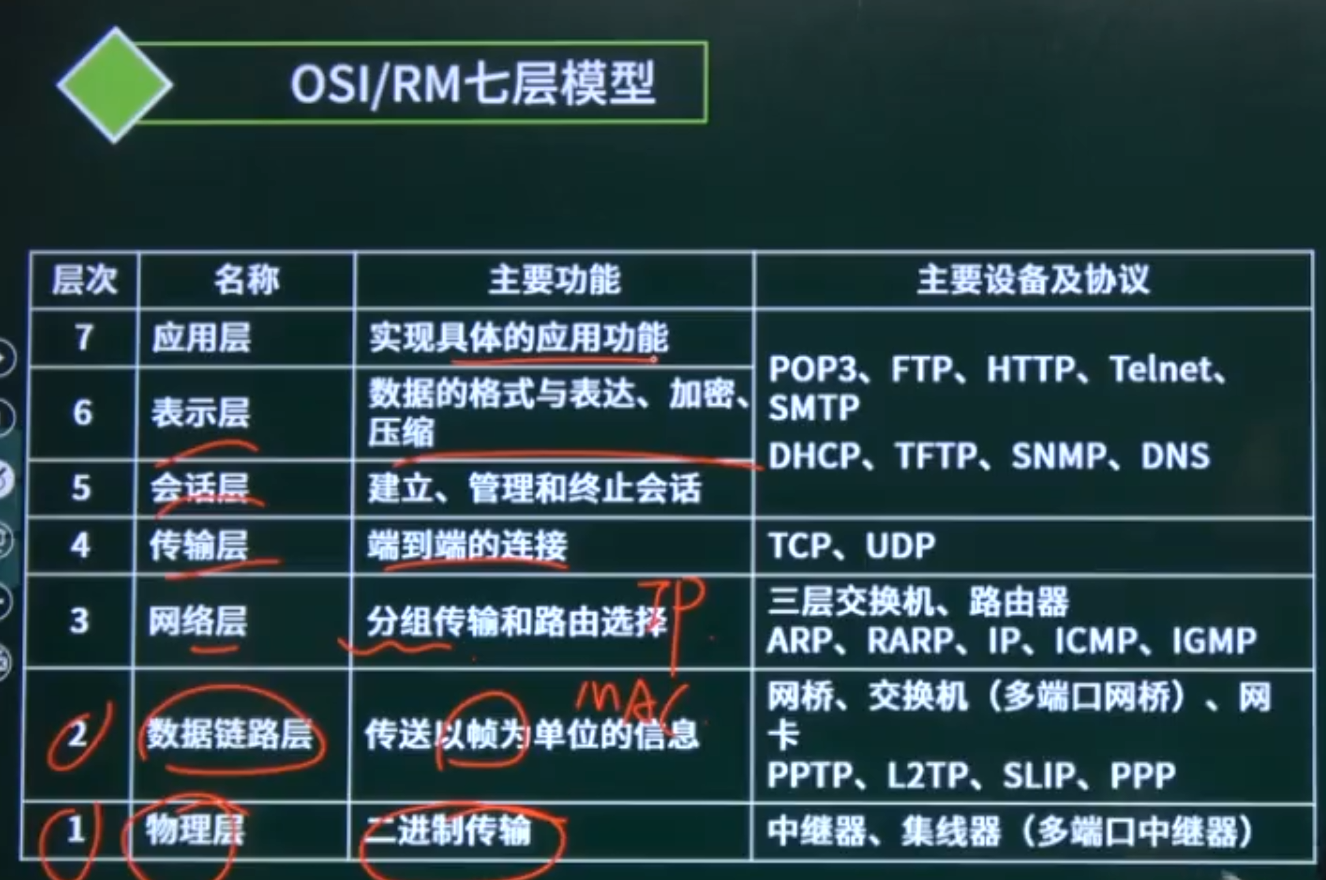 OSI/RM七层模型
层次 名称 主要功能 主要设备及协议
7 应用层 实现具体的应用功能
POP3、FTP、HTTP、Telnet、
SMTP
DHCP、TFTP、SNMP、DNS
6 表示层 数据的格式与表达、加密、
压缩
5 会话层 建立、管理和终止会话
4 传输层 端到端的连接 TCP、UDP
3 网络层 分组传输和路由选择 IP
三层交换机、路由器
ARP、RARP、IP、ICMP、IGMP
2 数据链路层 传送以帧为单位的信息 MAC
网桥、交换机（多端口网桥）、网
卡
PPTP、L2TP、SLIP、PPP
1 物理层 二进制传输 中继器、集线器（多端口中继器）